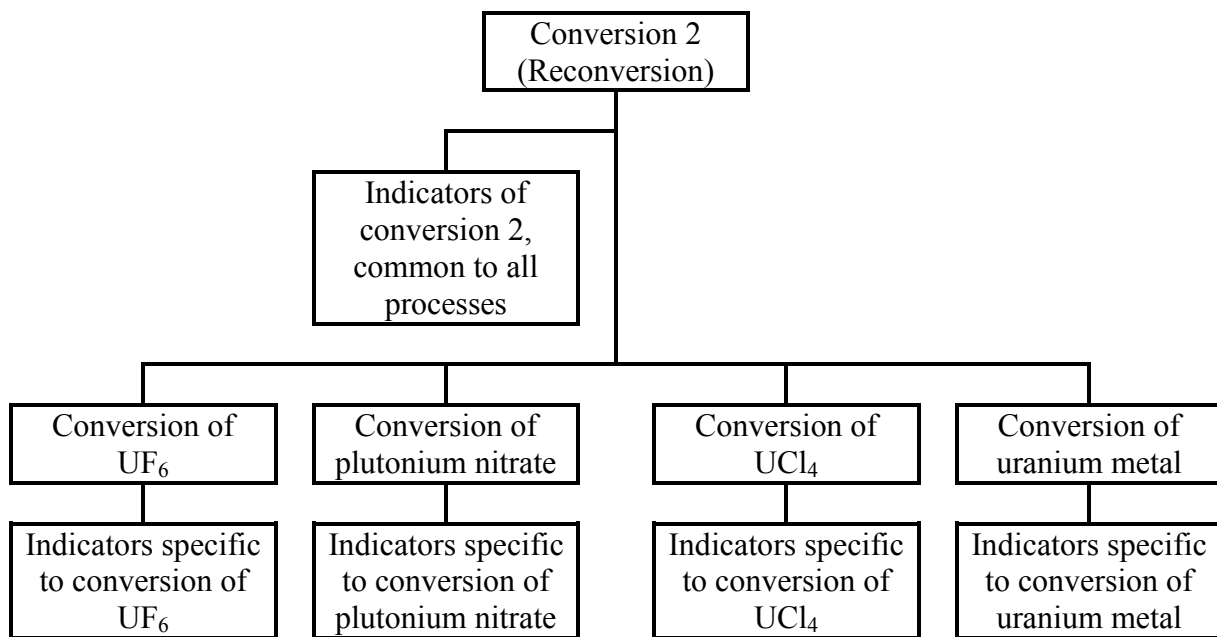 Conversion 2
(Reconversion)
Indicators of
conversion 2,
common to all
processes
Conversion of
UF₆
Conversion of
plutonium nitrate
Conversion of
UCl₄
Conversion of
uranium metal
Indicators specific
to conversion of
UF₆
Indicators specific
to conversion of
plutonium nitrate
Indicators specific
to conversion of
UCl₄
Indicators specific
to conversion of
uranium metal